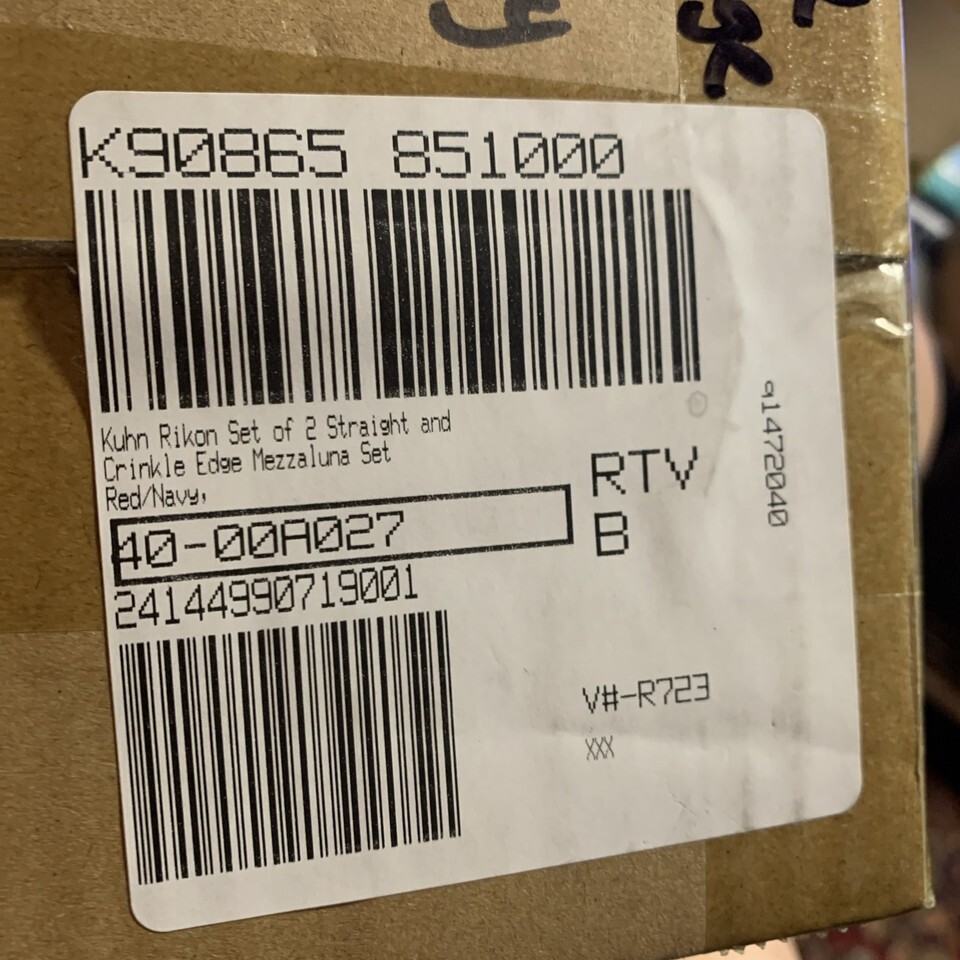 K90865 851000
Kuhn Rikon Set of 2 Straight and
Crinkle Edge Mezzaluna Set
Red/Navy,
40-00A027
24144990719001
RTV
B
V#-R723
XXX
91472040